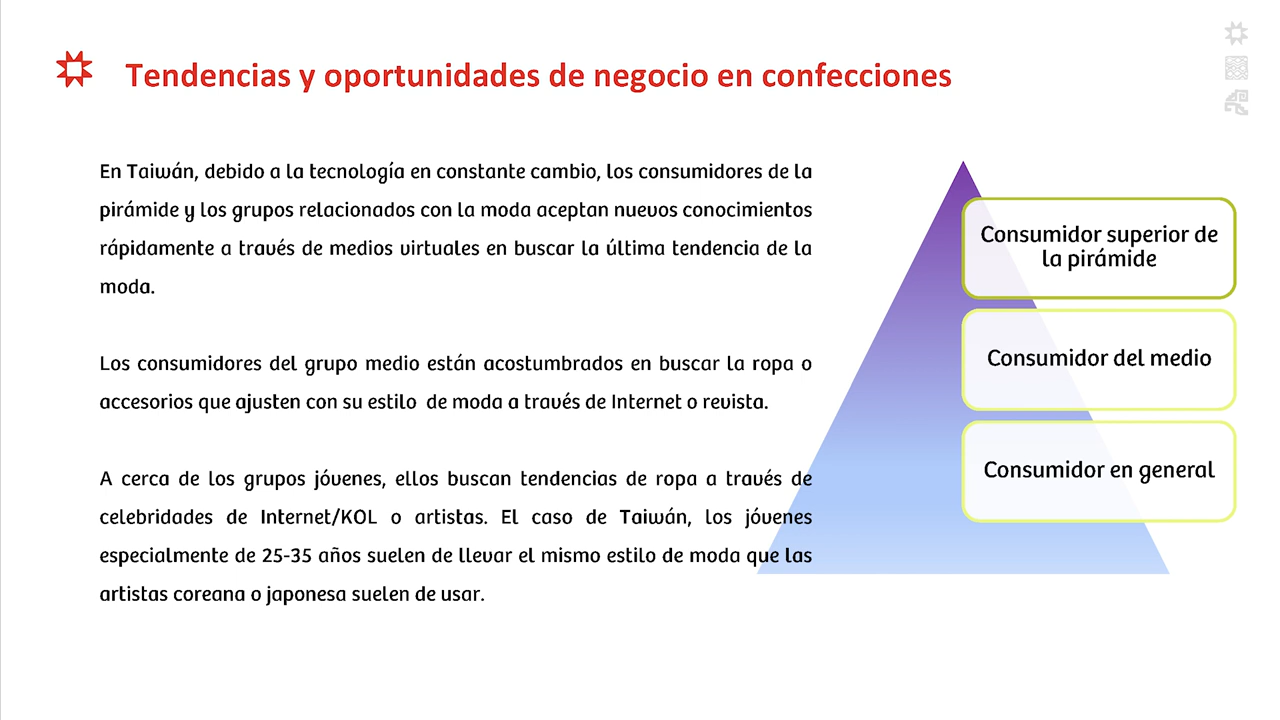 Tendencias y oportunidades de negocio en confecciones
En Taiwán, debido a la tecnología en constante cambio, los consumidores de la
pirámide y los grupos relacionados con la moda aceptan nuevos conocimientos
rápidamente a través de medios virtuales en buscar la última tendencia de la
moda.
Los consumidores del grupo medio están acostumbrados en buscar la ropa o
accesorios que ajusten con su estilo de moda a través de Internet o revista.
A cerca de los grupos jóvenes, ellos buscan tendencias de ropa a través de
celebridades de Internet/KOL o artistas. El caso de Taiwán, los jóvenes
especialmente de 25-35 años suelen de llevar el mismo estilo de moda que las
artistas coreana o japonesa suelen de usar.
Consumidor superior de
la pirámide
Consumidor del medio
Consumidor en general